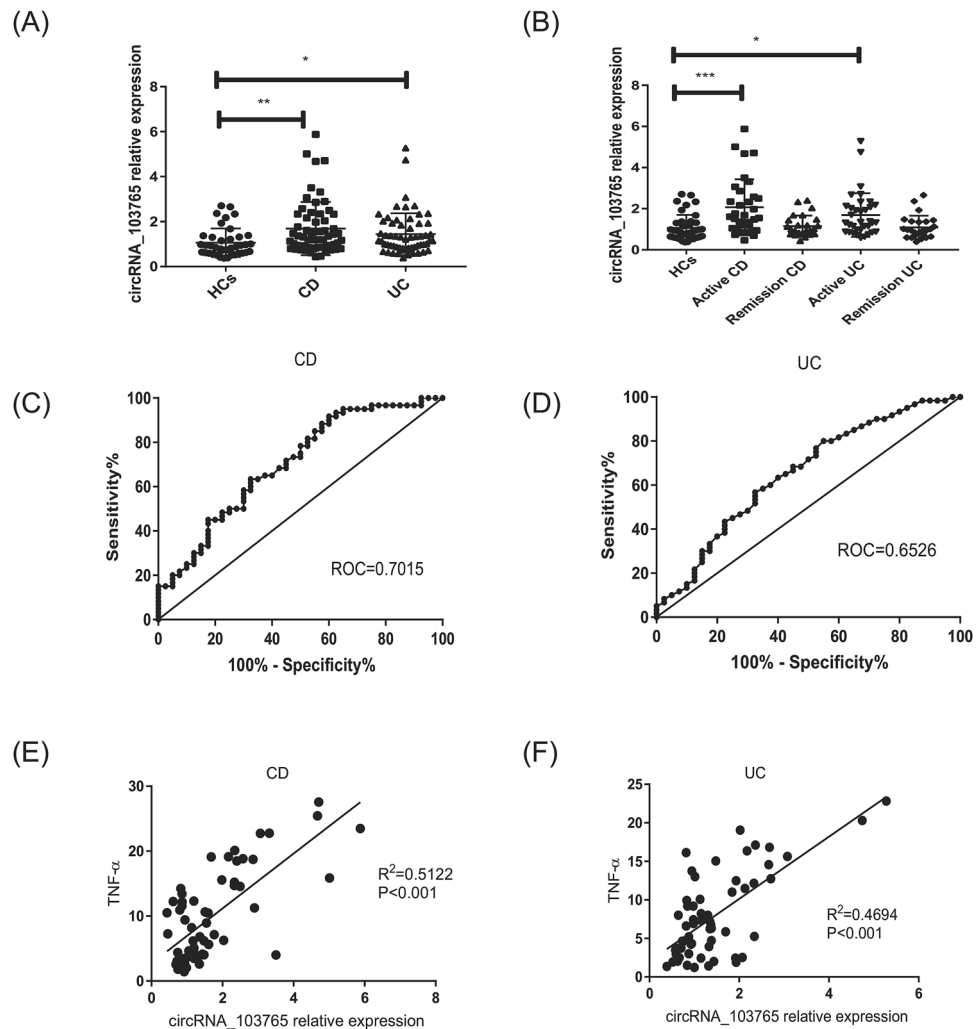 (A)
circRNA_103765 relative expression
8
6
4
2
0
*
**
HCs
CD
UC
(B)
circRNA_103765 relative expression
8
6
4
2
0
*
***
HCs
Active CD
Remission CD
Active UC
Remission UC
(C)
CD
Sensitivity%
100
80
60
40
20
0
0 20 40 60 80 100
100% - Specificity%
ROC=0.7015
(D)
UC
Sensitivity%
100
80
60
40
20
0
0 20 40 60 80 100
100% - Specificity%
ROC=0.6526
(E)
CD
TNF-α
30
20
10
0
0 2 4 6 8
circRNA_103765 relative expression
R²=0.5122
P<0.001
(F)
UC
TNF-α
25
20
15
10
5
0
0 2 4 6
circRNA_103765 relative expression
R²=0.4694
P<0.001